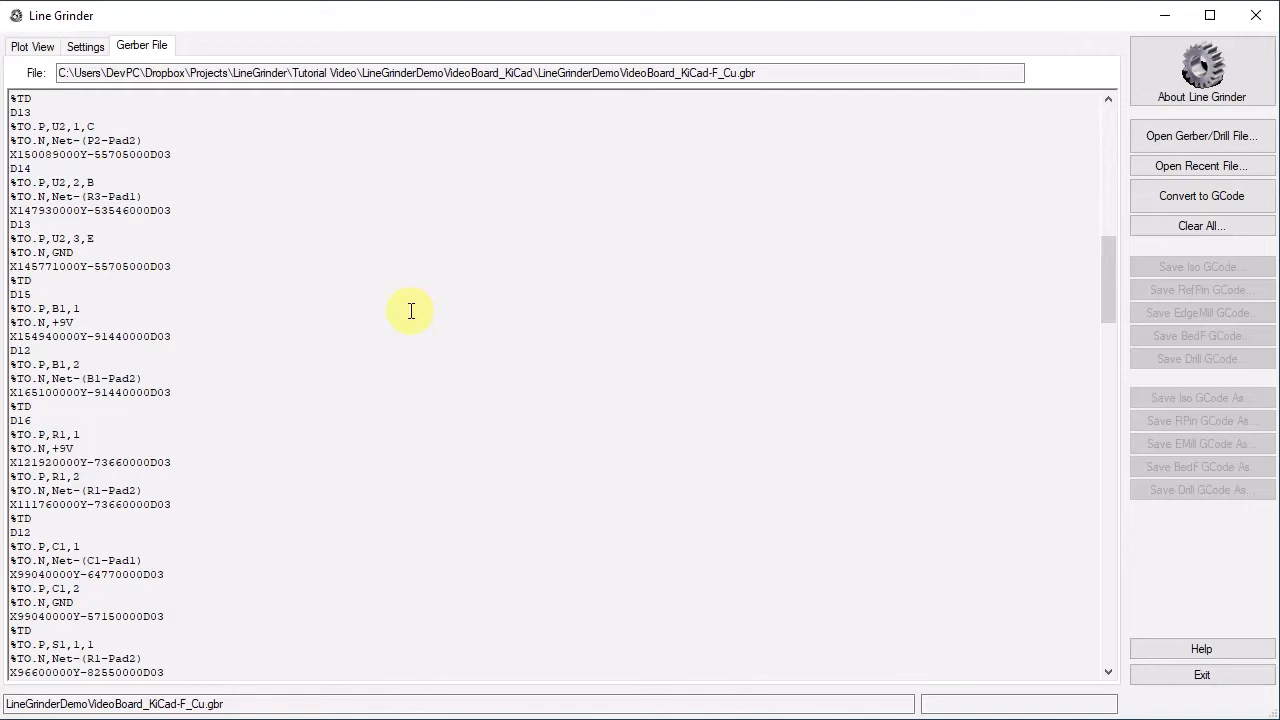 Line Grinder
Plot View
Settings
Gerber File
File:
C:\Users\DevPC\Dropbox\Projects\LineGrinder\Tutorial Video\LineGrinderDemoVideoBoard_KiCad\LineGrinderDemoVideoBoard_KiCad-F_Cu.gbr
%TD
D13
%TO.P,U2,1,C
%TO.N,Net-(P2-Pad2)
X150089000Y-55705000D03
D14
%TO.P,U2,2,B
%TO.N,Net-(R3-Pad1)
X147930000Y-53546000D03
D13
%TO.P,U2,3,E
%TO.N,GND
X145771000Y-55705000D03
%TD
D15
%TO.P,B1,1
%TO.N,+9V
X154940000Y-91440000D03
D12
%TO.P,B1,2
%TO.N,Net-(B1-Pad2)
X165100000Y-91440000D03
%TD
D16
%TO.P,R1,1
%TO.N,+9V
X121920000Y-73660000D03
%TO.P,R1,2
%TO.N,Net-(R1-Pad2)
X111760000Y-73660000D03
%TD
D12
%TO.P,C1,1
%TO.N,Net-(C1-Pad1)
X99040000Y-64770000D03
%TO.P,C1,2
%TO.N,GND
X99040000Y-57150000D03
%TD
%TO.P,S1,1,1
%TO.N,Net-(R1-Pad2)
X96600000Y-82550000D03
About Line Grinder
Open Gerber/Drill File...
Open Recent File...
Convert to GCode
Clear All...
Save Iso GCode...
Save RefPin GCode...
Save EdgeMill GCode...
Save BedF GCode...
Save Drill GCode...
Save Iso GCode As...
Save RPin GCode As...
Save EMill GCode As...
Save BedF GCode As.
Save Drill GCode As...
Help
Exit
LineGrinderDemoVideoBoard_KiCad-F_Cu.gbr